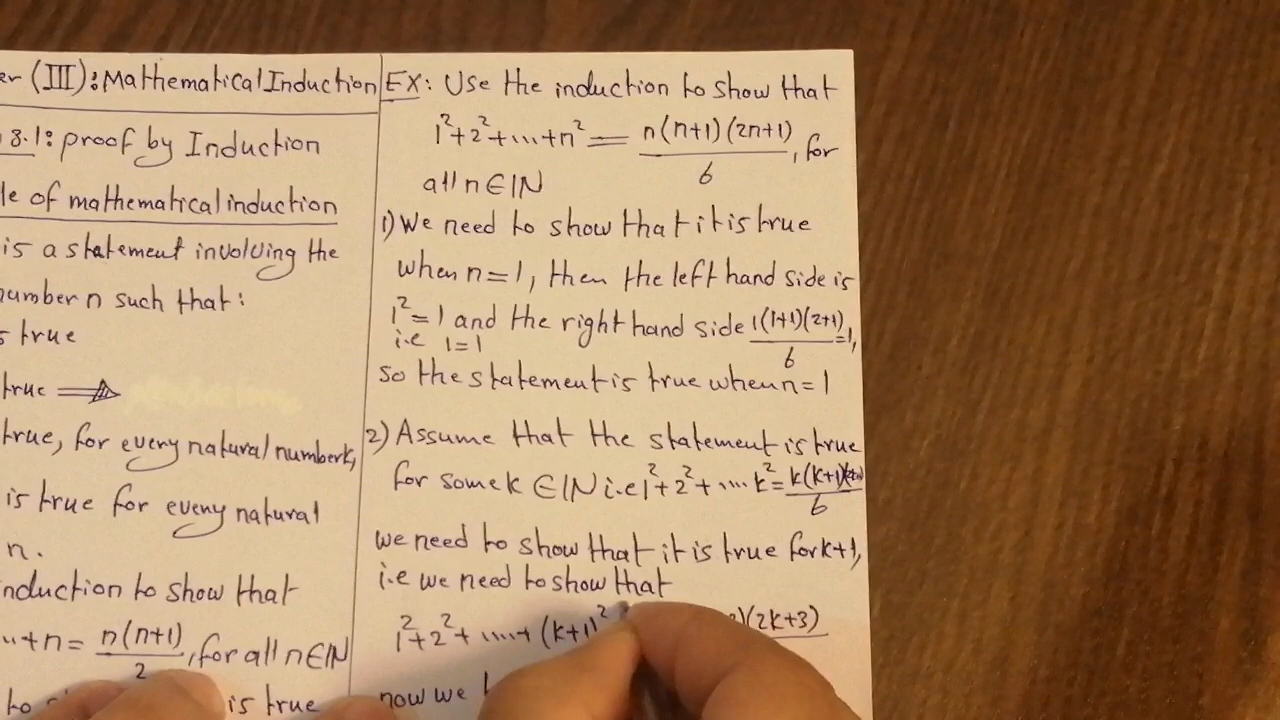 (III): Mathematical Induction
8.1: proof by Induction
le of mathematical induction
is a statement involving the
number n such that:
true
true ⟹
true, for every natural number k,
is true for every natural
n.
induction to show that
+n = n(n+1)/2, for all n∈IN
to is true
EX: Use the induction to show that
1²+2²+...+n² = n(n+1)(2n+1)/6, for
all n∈IN
1) We need to show that it is true
when n=1, then the left hand side is
1²=1 and the right hand side 1(1+1)(2+1)/6 =1,
i.e 1=1
so the statement is true when n=1
2) Assume that the statement is true
for some k ∈IN i.e 1²+2²+....k² = k(k+1)/6
we need to show that it is true for k+1,
i.e we need to show that
1²+2²+.....+(k+1)² )(2k+3)
now we